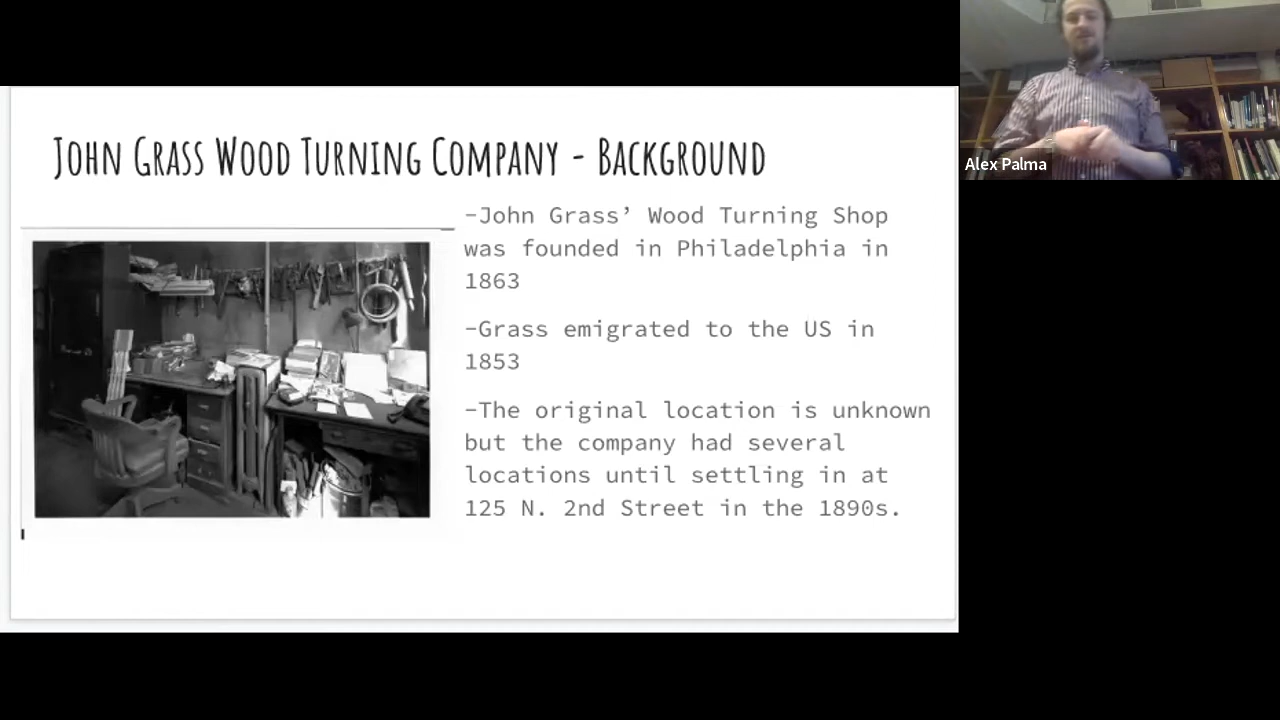 John Grass Wood Turning Company - Background
-John Grass’ Wood Turning Shop
was founded in Philadelphia in
1863
-Grass emigrated to the US in
1853
-The original location is unknown
but the company had several
locations until settling in at
125 N. 2nd Street in the 1890s.
Alex Palma